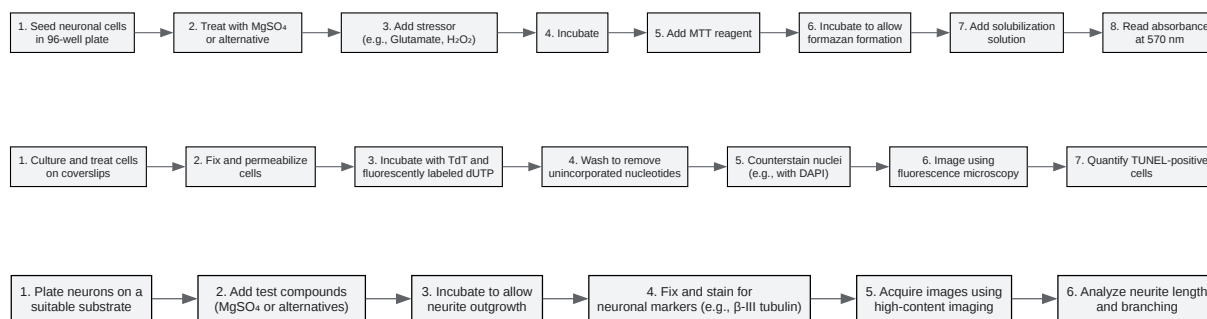 1. Seed neuronal cells
in 96-well plate
2. Treat with MgSO₄
or alternative
3. Add stressor
(e.g., Glutamate, H₂O₂)
4. Incubate
5. Add MTT reagent
6. Incubate to allow
formazan formation
7. Add solubilization
solution
8. Read absorbance
at 570 nm
1. Culture and treat cells
on coverslips
2. Fix and permeabilize
cells
3. Incubate with TdT and
fluorescently labeled dUTP
4. Wash to remove
unincorporated nucleotides
5. Counterstain nuclei
(e.g., with DAPI)
6. Image using
fluorescence microscopy
7. Quantify TUNEL-positive
cells
1. Plate neurons on a
suitable substrate
2. Add test compounds
(MgSO₄ or alternatives)
3. Incubate to allow
neurite outgrowth
4. Fix and stain for
neuronal markers (e.g., β-III tubulin)
5. Acquire images using
high-content imaging
6. Analyze neurite length
and branching